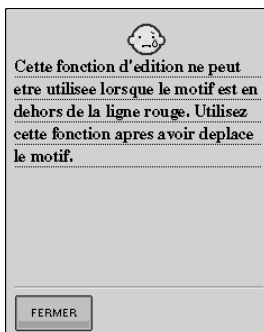 Cette fonction d'edition ne peut
etre utilisee lorsque le motif est en
dehors de la ligne rouge. Utilisez
cette fonction apres avoir deplace
le motif.
FERMER